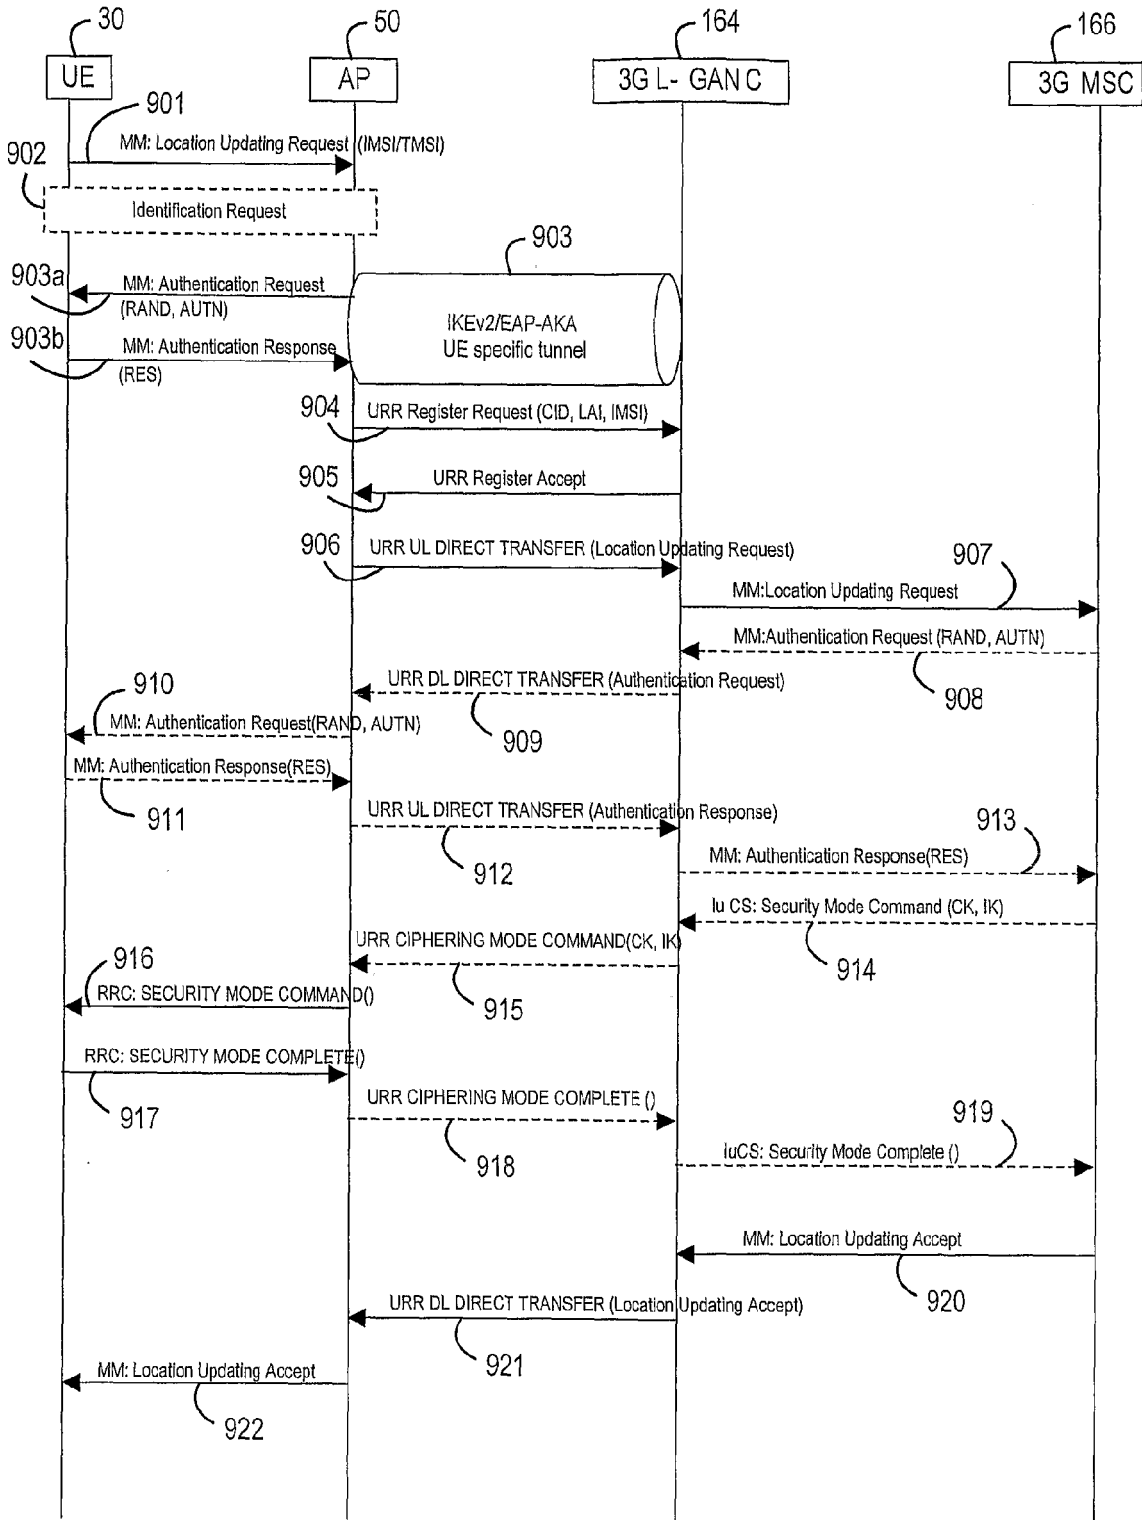 30
50
164
166
UE
AP
3G L- GAN C
3G MSC
901
MM: Location Updating Request (IMSI/TMSI)
902
Identification Request
903
903a
MM: Authentication Request
(RAND, AUTN)
IKEv2/EAP-AKA
UE specific tunnel
903b
MM: Authentication Response
(RES)
904
URR Register Request (CID, LAI, IMSI)
905
URR Register Accept
906
URR UL DIRECT TRANSFER (Location Updating Request)
907
MM:Location Updating Request
MM:Authentication Request (RAND, AUTN)
908
URR DL DIRECT TRANSFER (Authentication Request)
909
910
MM: Authentication Request(RAND, AUTN)
MM: Authentication Response(RES)
911
URR UL DIRECT TRANSFER (Authentication Response)
912
913
MM: Authentication Response(RES)
Iu CS: Security Mode Command (CK, IK)
914
URR CIPHERING MODE COMMAND(CK, IK)
915
916
RRC: SECURITY MODE COMMAND()
RRC: SECURITY MODE COMPLETE()
917
URR CIPHERING MODE COMPLETE ()
918
919
IuCS: Security Mode Complete ()
MM: Location Updating Accept
920
URR DL DIRECT TRANSFER (Location Updating Accept)
921
MM: Location Updating Accept
922